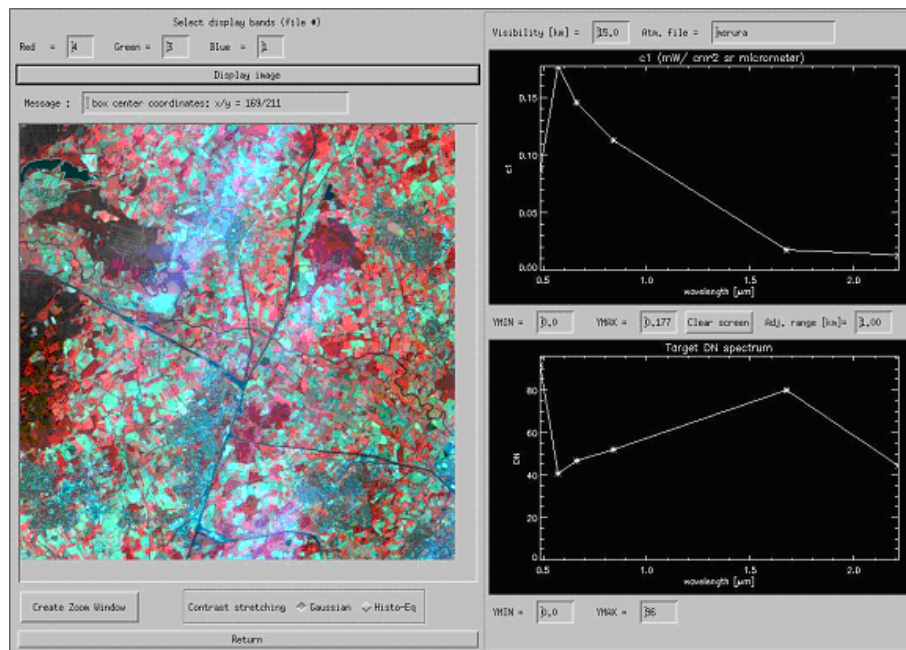 Select display bands (file #)
Red = 4 Green = 3 Blue = 1
Display image
Message : box center coordinates: x/y = 169/211
Create Zoom Window
Contrast stretching Gaussian Histo-Eq
Return
Visibility [km] = 15.0 Atm. file = morura
c1 (mW/ cm^2 sr micrometer)
0.15
0.10
0.05
0.00
c1
0.5 1.0 1.5 2.0
wavelength [μm]
YMIN = 0.0 YMAX = 0.177 Clear screen Adj. range [km]= 1.00
Target DN spectrum
80
60
40
20
0
DN
0.5 1.0 1.5 2.0
wavelength [μm]
YMIN = 0.0 YMAX = 96